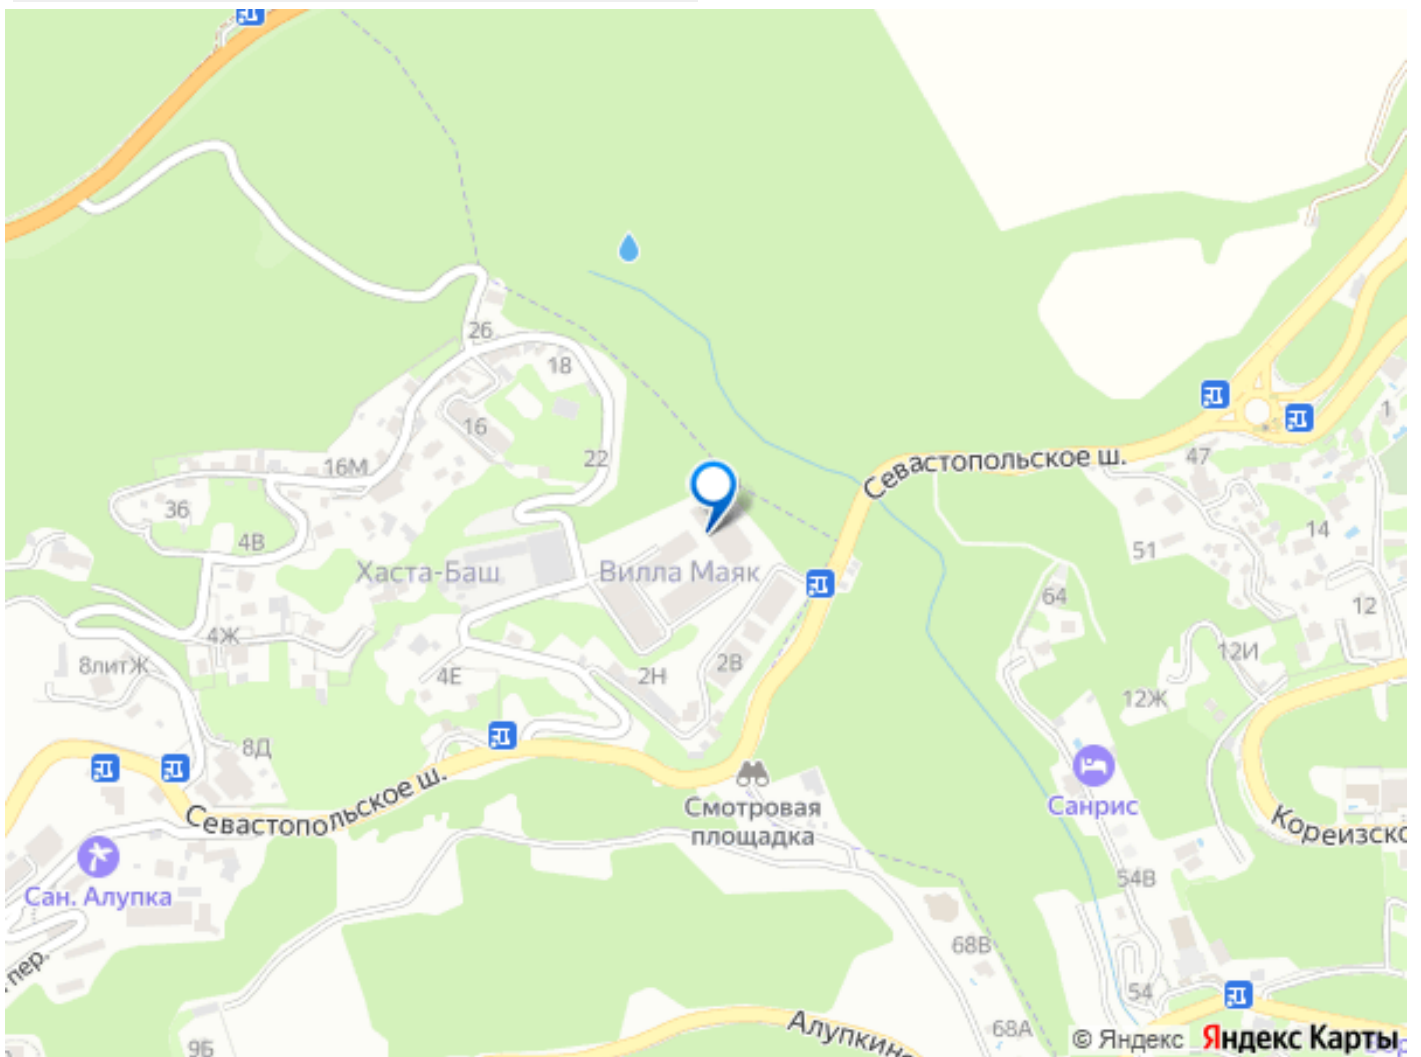 26
18
16
22
16М
36
4В
Хаста-Баш
Вилла Маяк
4Ж
8литЖ
4Е
2Н
2В
8Д
Севастопольское ш.
47
1
14
51
64
12
12И
12Ж
Севастопольское ш.
Смотровая
площадка
Санрис
Кореизско
Сан. Алупка
54В
пер.
68В
54
68А
9Б
Алупкинс
© Яндекс Яндекс Карты